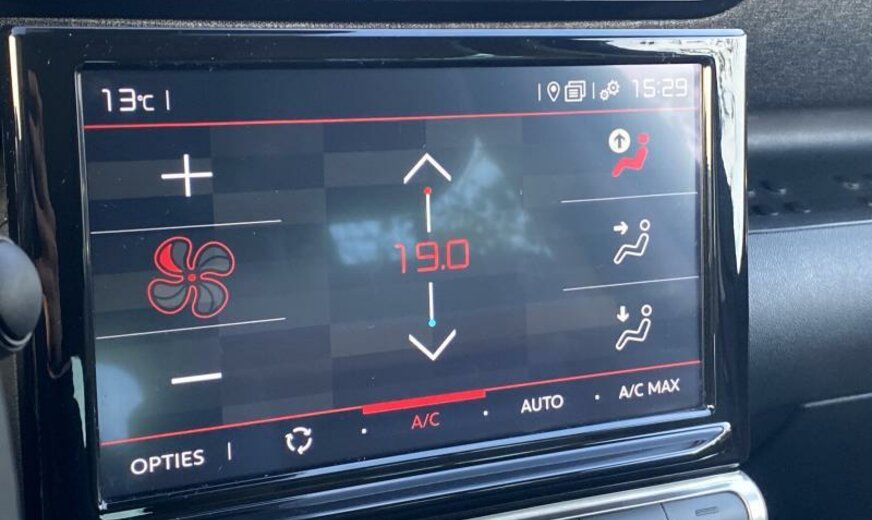 13°C 15:29
19.0
OPTIES A/C AUTO A/C MAX